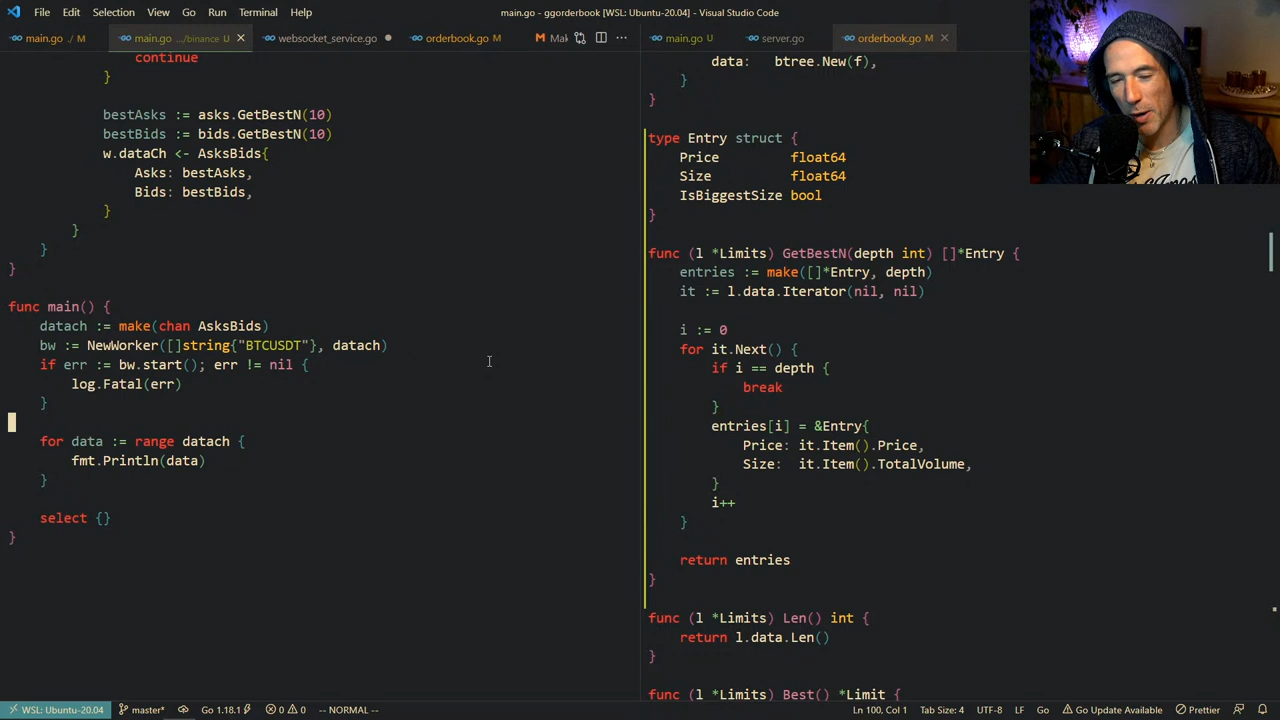 File Edit Selection View Go Run Terminal Help
main.go - ggorderbook [WSL: Ubuntu-20.04] - Visual Studio Code
main.go ./ M
main.go .../binance U
websocket_service.go
orderbook.go M
Mal
main.go U
server.go
orderbook.go M
continue
}
bestAsks := asks.GetBestN(10)
bestBids := bids.GetBestN(10)
w.dataCh <- AsksBids{
Asks: bestAsks,
Bids: bestBids,
}
}
}
}
func main() {
datach := make(chan AsksBids)
bw := NewWorker([]string{"BTCUSDT"}, datach)
if err := bw.start(); err != nil {
log.Fatal(err)
}
for data := range datach {
fmt.Println(data)
}
select {}
}
data: btree.New(f),
}
}
type Entry struct {
Price float64
Size float64
IsBiggestSize bool
}
func (l *Limits) GetBestN(depth int) []*Entry {
entries := make([]*Entry, depth)
it := l.data.Iterator(nil, nil)
i := 0
for it.Next() {
if i == depth {
break
}
entries[i] = &Entry{
Price: it.Item().Price,
Size: it.Item().TotalVolume,
}
i++
}
return entries
}
func (l *Limits) Len() int {
return l.data.Len()
}
func (l *Limits) Best() *Limit {
WSL: Ubuntu-20.04 master* Go 1.18.1 0 0 -- NORMAL -- Ln 100, Col 1 Tab Size: 4 UTF-8 LF Go Go Update Available Prettier